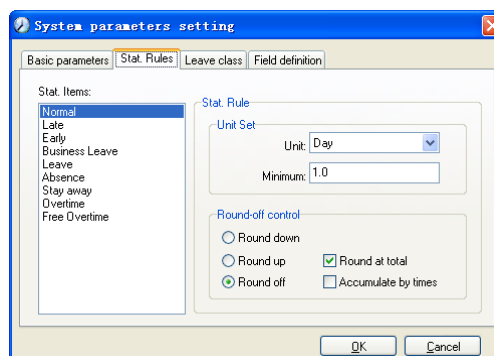 System parameters setting
Basic parameters Stat. Rules Leave class Field definition
Stat. Items:
Normal
Late
Early
Business Leave
Leave
Absence
Stay away
Overtime
Free Overtime
Stat. Rule
Unit Set
Unit: Day
Minimum: 1.0
Round-off control
Round down
Round up Round at total
Round off Accumulate by times
OK Cancel